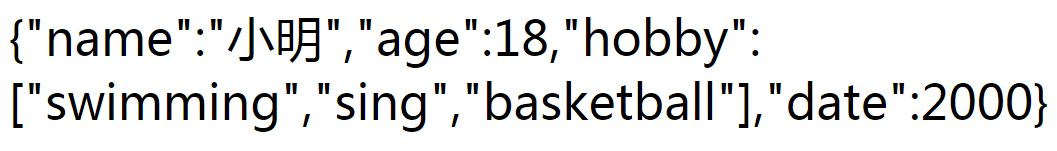 {"name":"小明","age":18,"hobby":
["swimming","sing","basketball"],"date":2000}